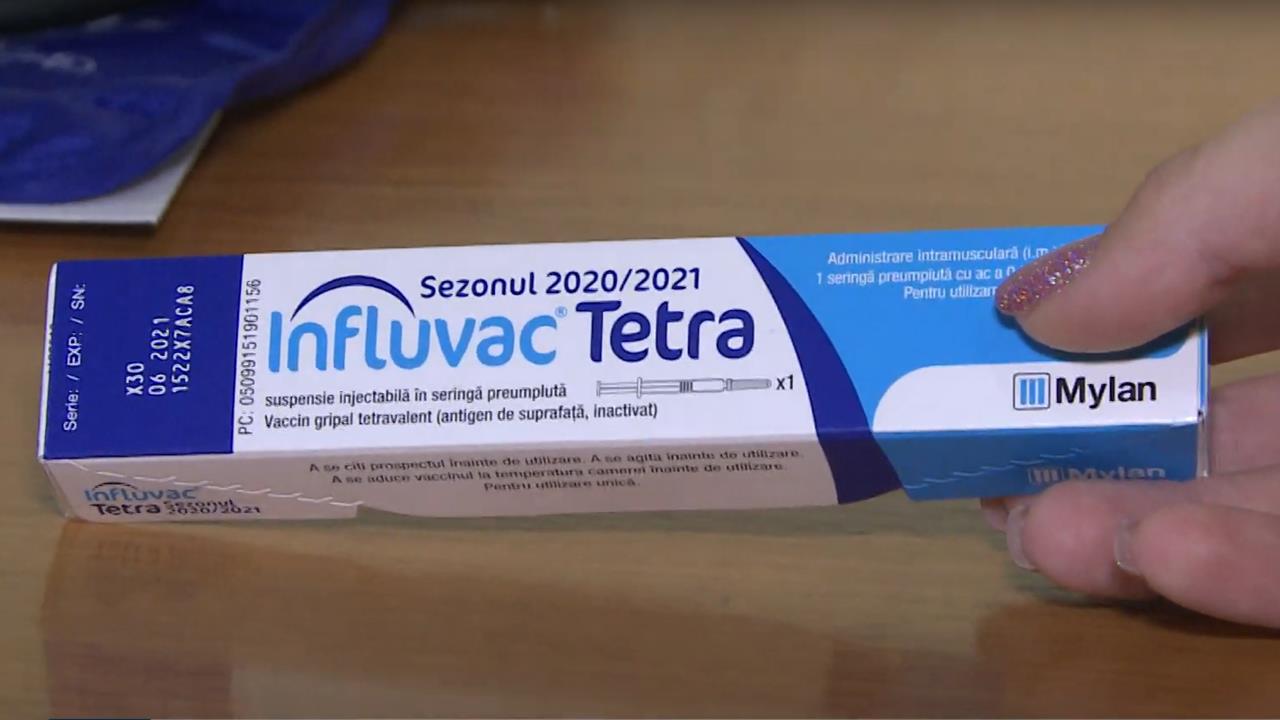 Serie: / EXP: / SN:
X30
06 2021
1522X7ACA8
PC: 05099151901156
Sezonul 2020/2021
Influvac® Tetra
suspensie injectabilă în seringă preumplută
x1
Vaccin gripal tetravalent (antigen de suprafață, inactivat)
Administrare intramusculară (i.m
1 seringă preumplută cu ac a 0
Pentru utilizare
Mylan
A se citi prospectul înainte de utilizare. A se agita înainte de utilizare.
A se aduce vaccinul la temperatura camerei înainte de utilizare.
Pentru utilizare unică.
Influvac
Tetra Sezonul
2020/2021
Mylan